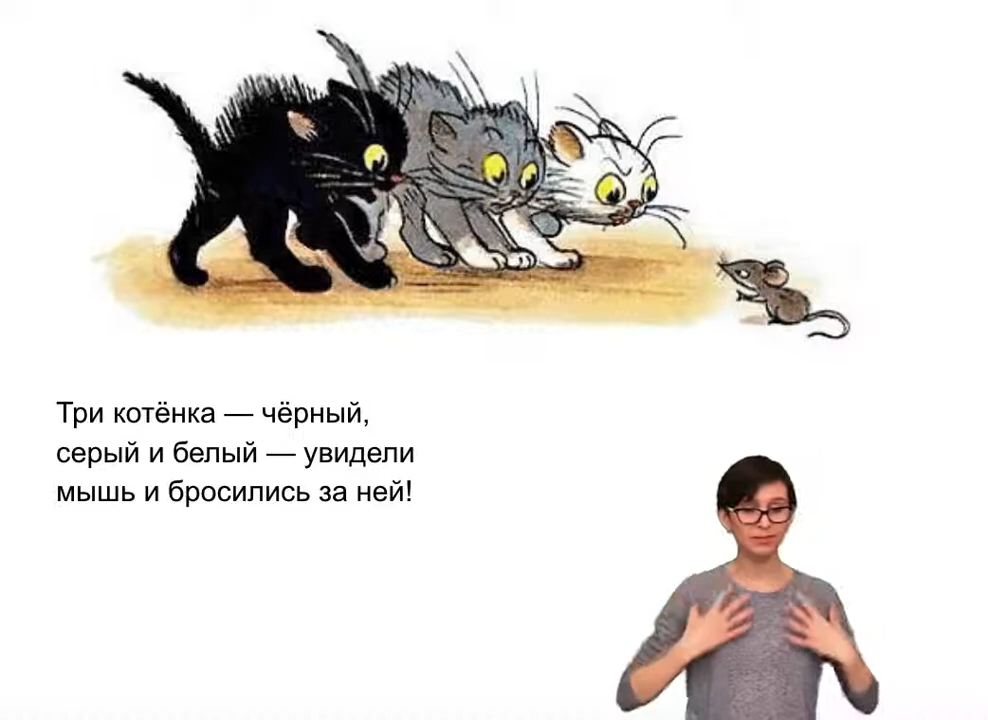 Три котёнка — чёрный,
серый и белый — увидели
мышь и бросились за ней!